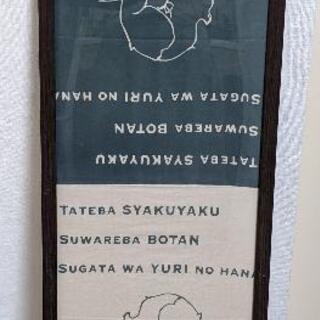 SUGATA WA YURI NO HANA
SUWAREBA BOTAN
TATEBA SYAKUYAKU
TATEBA SYAKUYAKU
SUWAREBA BOTAN
SUGATA WA YURI NO HANA